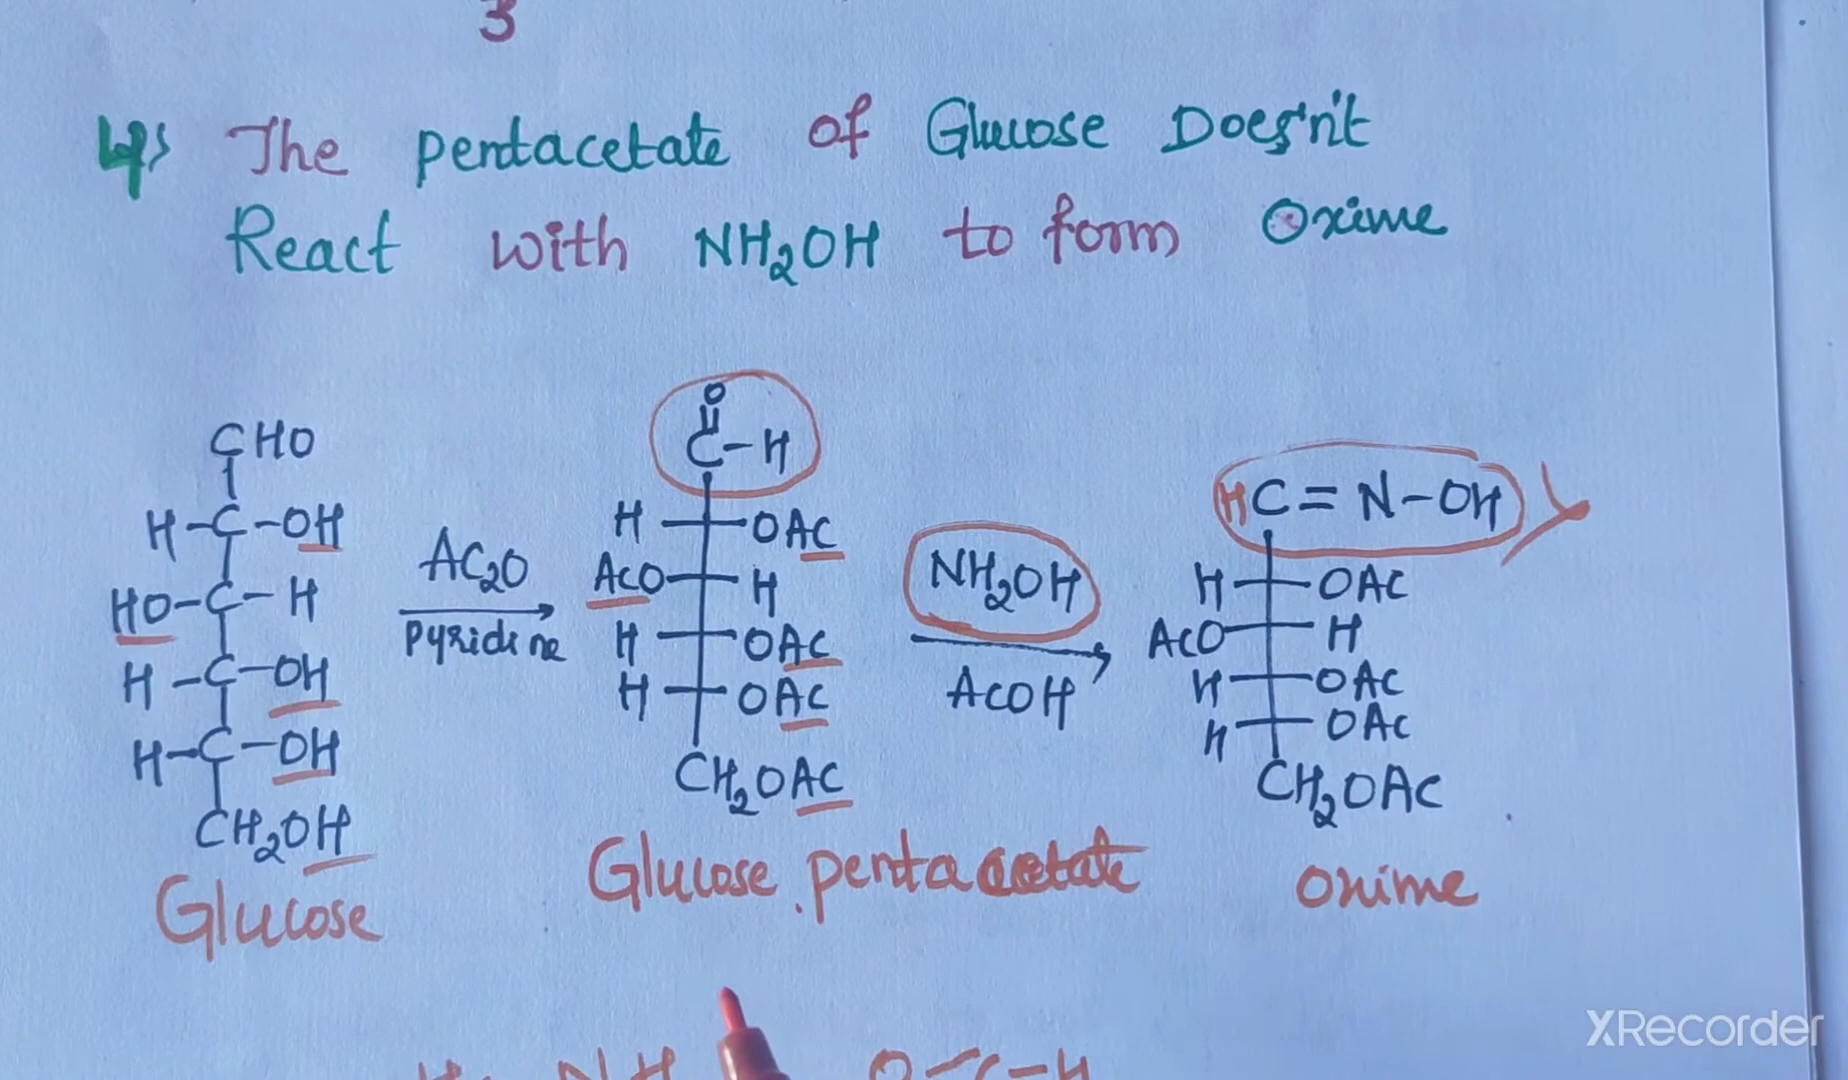 3
4) The pentacetate of Glucose Does'nt
React with NH2OH to form Oxime
CHO
H-C-OH
HO-C-H
H-C-OH
H-C-OH
CH2OH
Glucose
AC2O
Pyridine
O
C-H
H OAC
ACO H
H OAC
H OAC
CH2OAC
Glucose pentacetate
NH2OH
ACOH
HC=N-OH
H OAC
ACO H
H OAC
H OAC
CH2OAC
Oxime
XRecorder